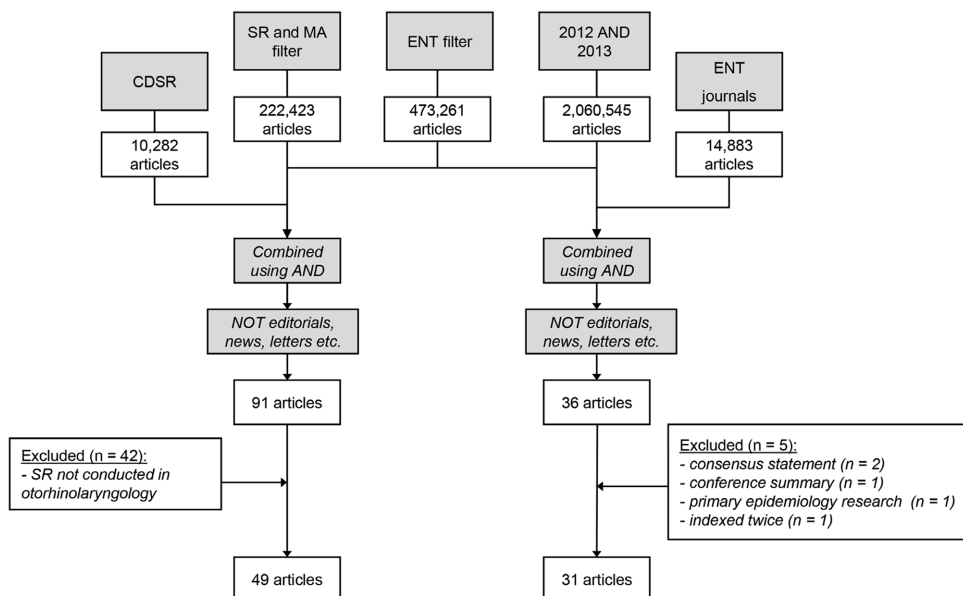 SR and MA
filter
ENT filter
2012 AND
2013
CDSR
ENT
journals
222,423
articles
473,261
articles
2,060,545
articles
10,282
articles
14,883
articles
Combined
using AND
Combined
using AND
NOT editorials,
news, letters etc.
NOT editorials,
news, letters etc.
91 articles
36 articles
Excluded (n = 42):
- SR not conducted in
otorhinolaryngology
Excluded (n = 5):
- consensus statement (n = 2)
- conference summary (n = 1)
- primary epidemiology research (n = 1)
- indexed twice (n = 1)
49 articles
31 articles